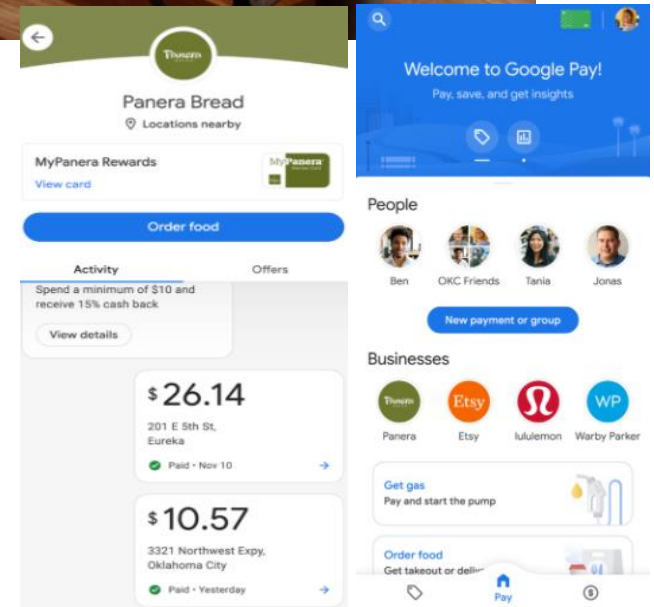 Panera
Panera Bread
Locations nearby
MyPanera Rewards
View card
MyPanera
Order food
Activity
Offers
Spend a minimum of $10 and
receive 15% cash back
View details
$26.14
201 E 5th St,
Eureka
Paid • Nov 10
$10.57
3321 Northwest Expy,
Oklahoma City
Paid • Yesterday
Welcome to Google Pay!
Pay, save, and get insights
People
Ben
OKC Friends
Tania
Jonas
New payment or group
Businesses
Panera
Etsy
WP
Panera
Etsy
lululemon
Warby Parker
Get gas
Pay and start the pump
Order food
Get takeout or
Pay